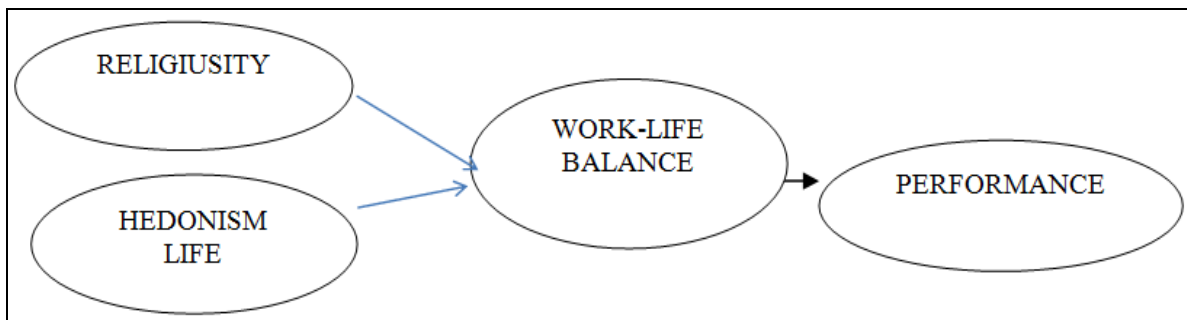 RELIGIUSITY
HEDONISM
LIFE
WORK-LIFE
BALANCE
PERFORMANCE